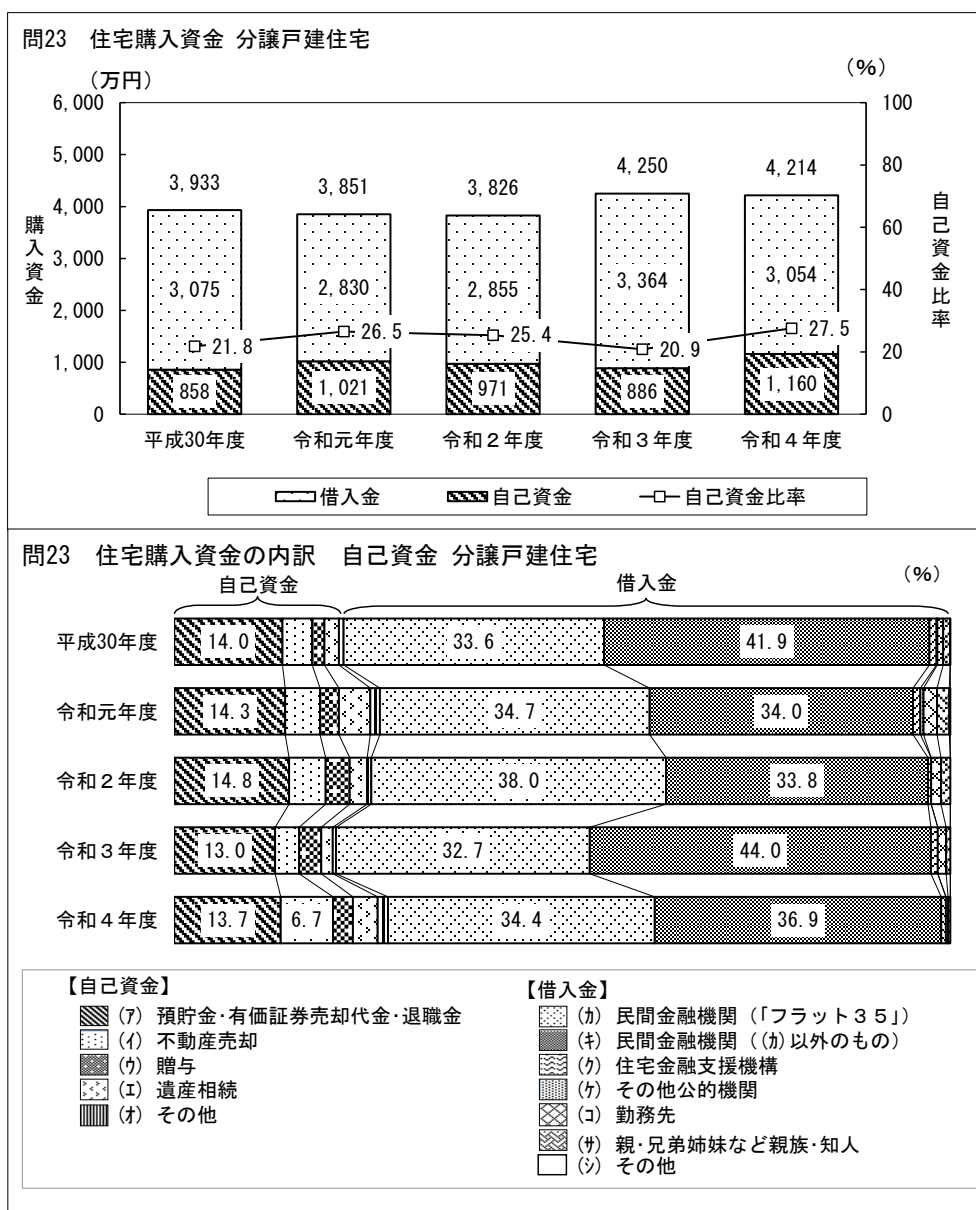 問23　住宅購入資金 分譲戸建住宅
（万円）
（%）
6,000
5,000
4,000
3,000
2,000
1,000
0
購入資金
100
80
60
40
20
0
自己資金比率
3,933
3,851
3,826
4,250
4,214
3,075
2,830
2,855
3,364
3,054
21.8
26.5
25.4
20.9
27.5
858
1,021
971
886
1,160
平成30年度
令和元年度
令和２年度
令和３年度
令和４年度
借入金
自己資金
自己資金比率
問23　住宅購入資金の内訳　自己資金 分譲戸建住宅
自己資金
借入金
（%）
平成30年度 14.0 33.6 41.9
令和元年度 14.3 34.7 34.0
令和２年度 14.8 38.0 33.8
令和３年度 13.0 32.7 44.0
令和４年度 13.7 6.7 34.4 36.9
【自己資金】
(ｱ) 預貯金･有価証券売却代金･退職金
(ｲ) 不動産売却
(ｳ) 贈与
(ｴ) 遺産相続
(ｵ) その他
【借入金】
(ｶ) 民間金融機関（｢フラット３５｣）
(ｷ) 民間金融機関（(ｶ)以外のもの）
(ｸ) 住宅金融支援機構
(ｹ) その他公的機関
(ｺ) 勤務先
(ｻ) 親･兄弟姉妹など親族･知人
(ｼ) その他